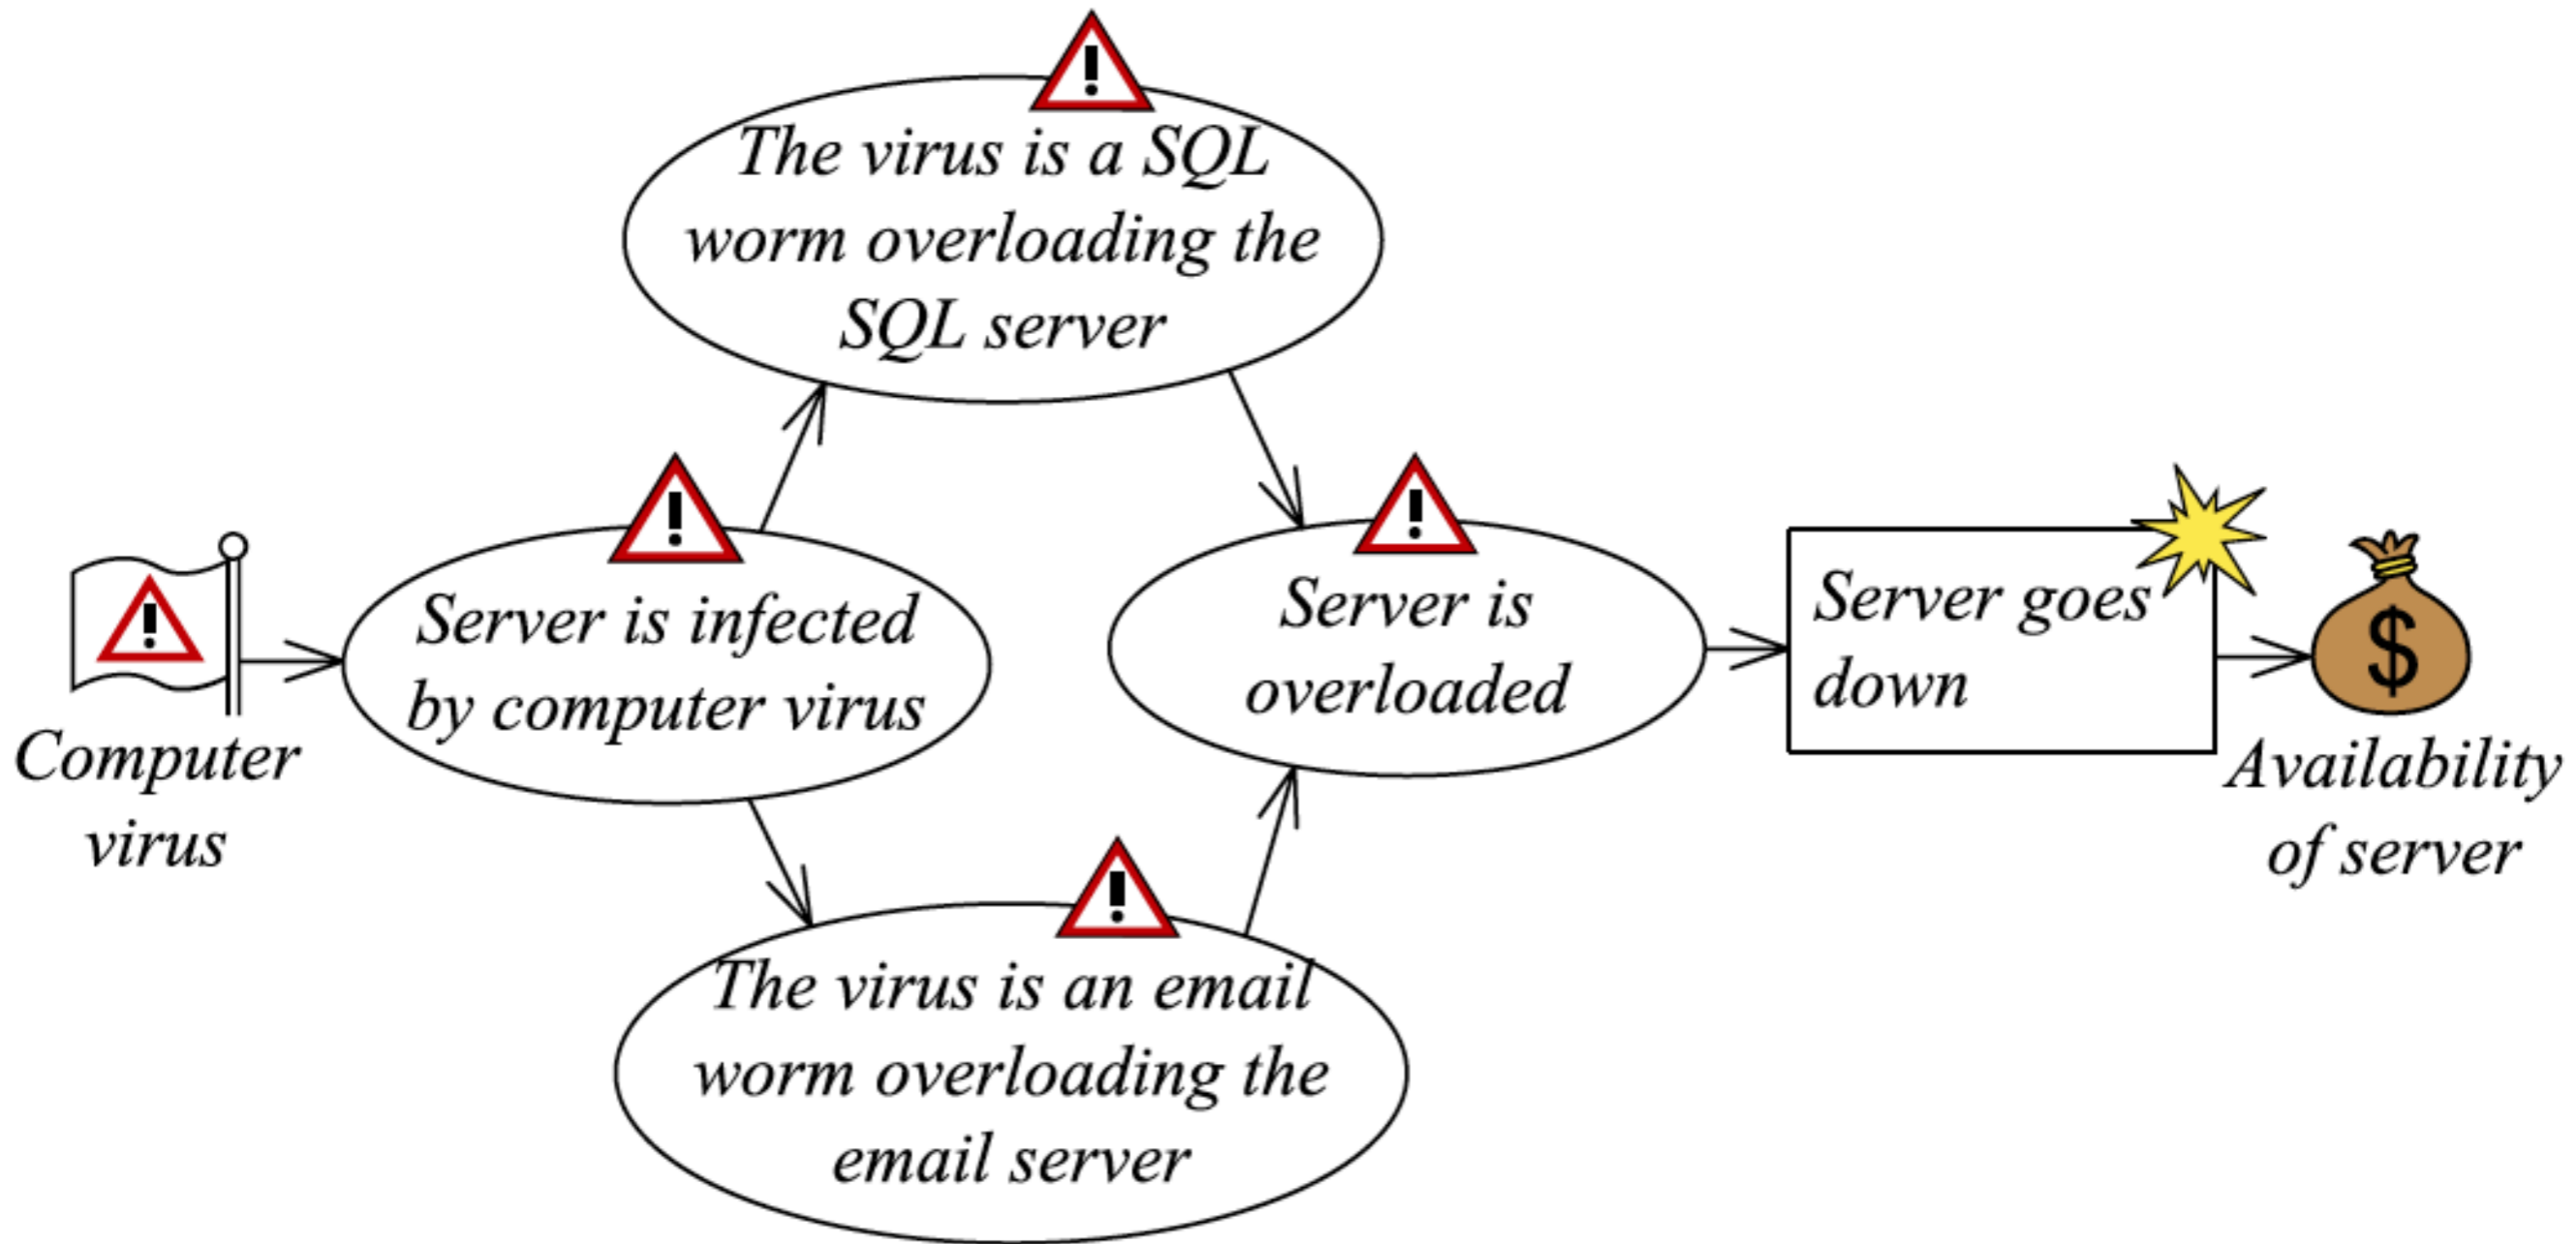 The virus is a SQL
worm overloading the
SQL server
Computer
virus
Server is infected
by computer virus
Server is
overloaded
Server goes
down
$
Availability
of server
The virus is an email
worm overloading the
email server